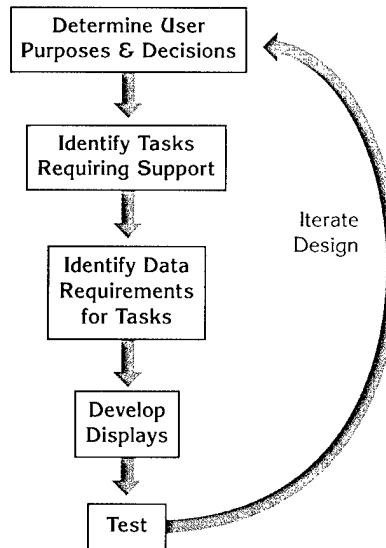 Determine User
Purposes & Decisions
Identify Tasks
Requiring Support
Iterate
Design
Identify Data
Requirements
for Tasks
Develop
Displays
Test